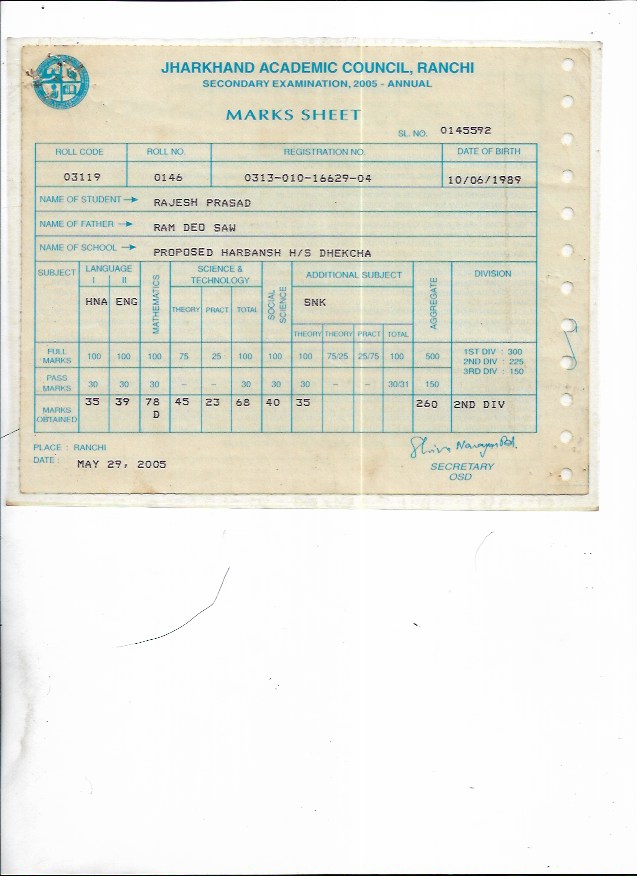 JHARKHAND ACADEMIC COUNCIL, RANCHI
SECONDARY EXAMINATION, 2005 - ANNUAL
MARKS SHEET
SL. NO. 0145592
ROLL CODE ROLL NO. REGISTRATION NO. DATE OF BIRTH
03119 0146 0313-010-16629-04 10/06/1989
NAME OF STUDENT → RAJESH PRASAD
NAME OF FATHER → RAM DEO SAW
NAME OF SCHOOL → PROPOSED HARBANSH H/S DHEKCHA
SUBJECT LANGUAGE I II MATHEMATICS SCIENCE & TECHNOLOGY SOCIAL SCIENCE ADDITIONAL SUBJECT AGGREGATE DIVISION
HNA ENG SNK
THEORY PRACT TOTAL
THEORY THEORY PRACT TOTAL
FULL MARKS 100 100 100 75 25 100 100 100 75/25 25/75 100 500
1ST DIV : 300
2ND DIV : 225
3RD DIV : 150
PASS MARKS 30 30 30 – – 30 30 30 – – 30/31 150
MARKS OBTAINED 35 39 78 D 45 23 68 40 35 260 2ND DIV
PLACE : RANCHI
DATE : MAY 29, 2005
SECRETARY
OSD